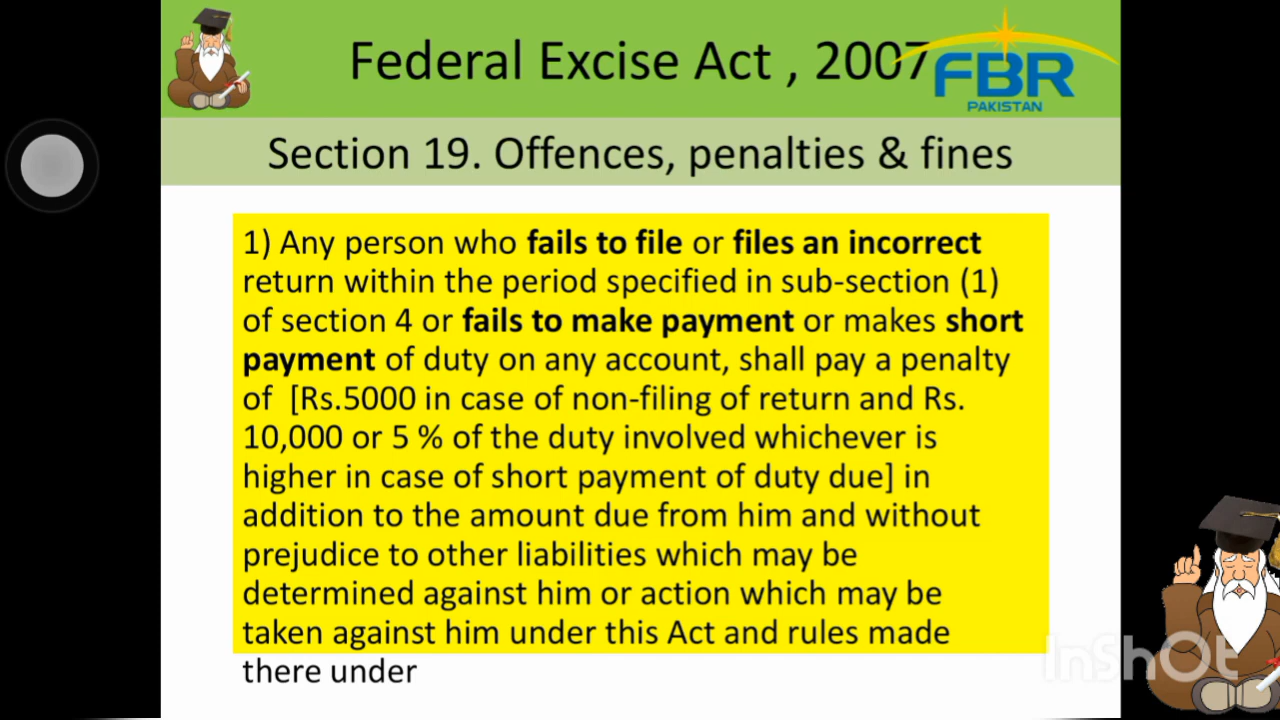 Federal Excise Act , 2007
FBR
PAKISTAN
Section 19. Offences, penalties & fines
1) Any person who fails to file or files an incorrect
return within the period specified in sub-section (1)
of section 4 or fails to make payment or makes short
payment of duty on any account, shall pay a penalty
of [Rs.5000 in case of non-filing of return and Rs.
10,000 or 5 % of the duty involved whichever is
higher in case of short payment of duty due] in
addition to the amount due from him and without
prejudice to other liabilities which may be
determined against him or action which may be
taken against him under this Act and rules made
there under
InShOt